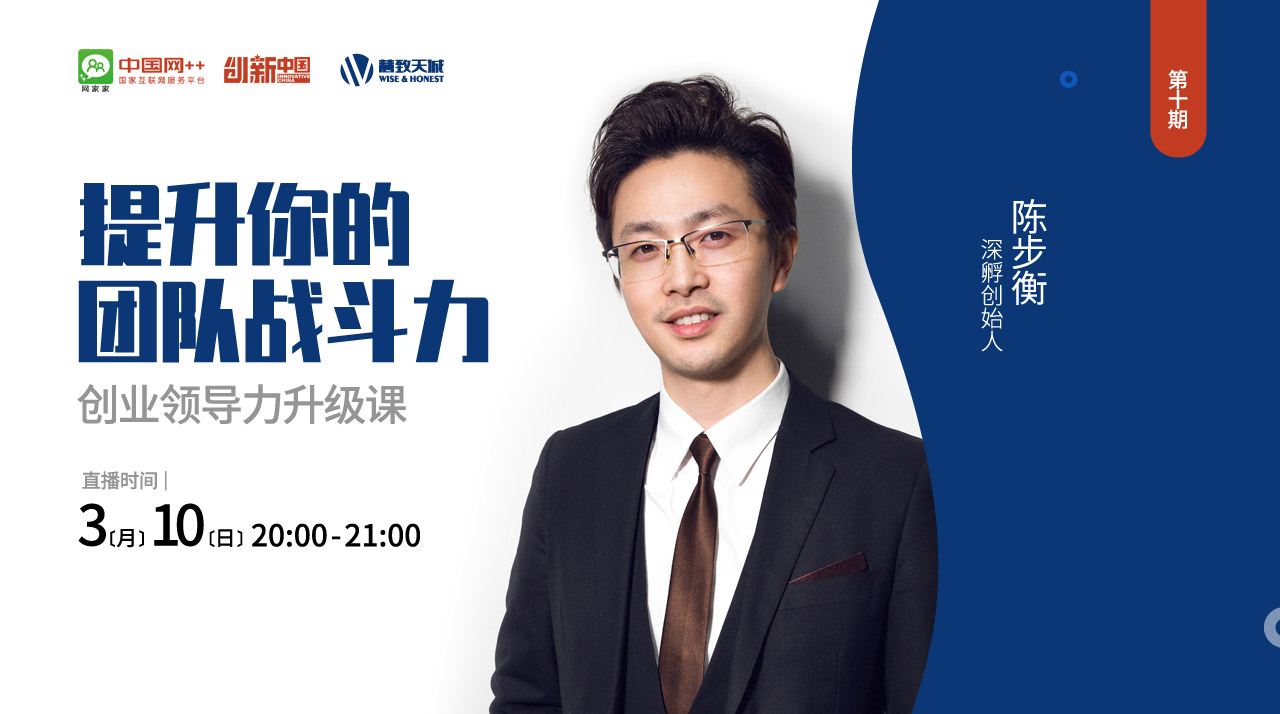 中国网++
国家互联网服务平台
网家家
创新中国
INNOVATIVE
CHINA
慧致天诚
WISE & HONEST
第十期
提升你的
团队战斗力
创业领导力升级课
直播时间|
3(月)10(日)20:00-21:00
陈步衡
深孵创始人